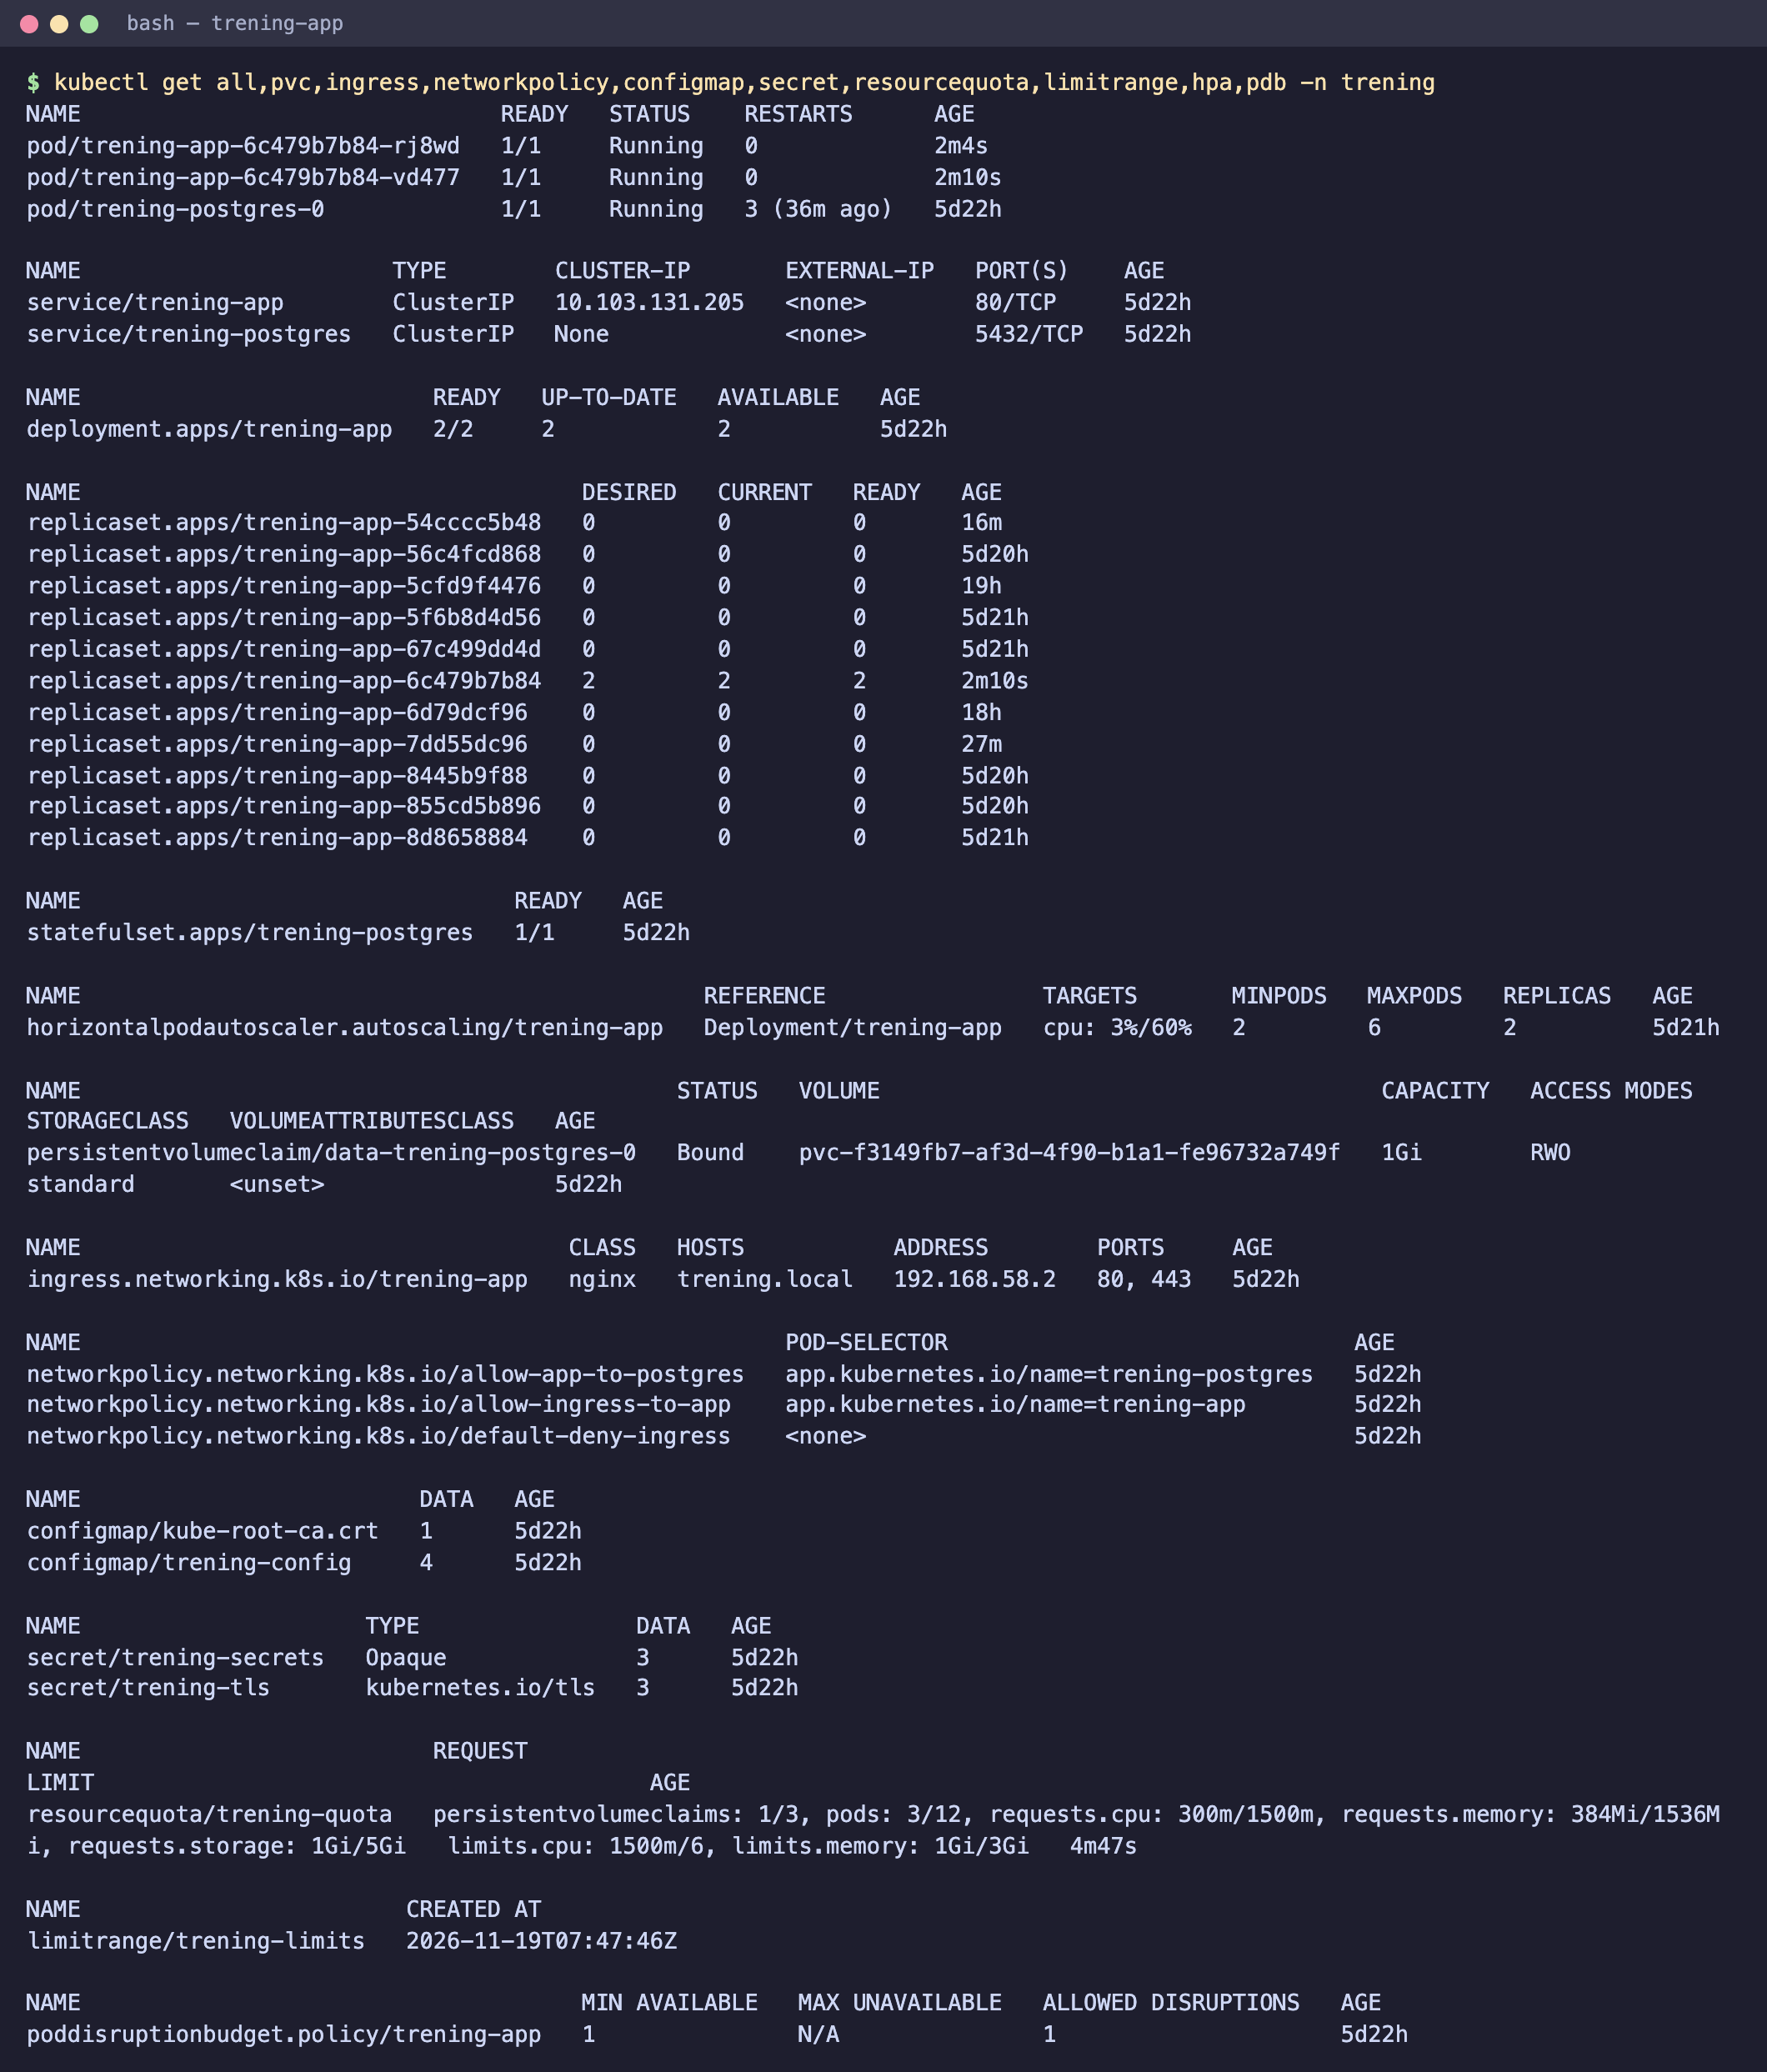 bash — trening-app
$ kubectl get all,pvc,ingress,networkpolicy,configmap,secret,resourcequota,limitrange,hpa,pdb -n trening
NAME                               READY   STATUS    RESTARTS      AGE
pod/trening-app-6c479b7b84-rj8wd   1/1     Running   0             2m4s
pod/trening-app-6c479b7b84-vd477   1/1     Running   0             2m10s
pod/trening-postgres-0             1/1     Running   3 (36m ago)   5d22h

NAME                       TYPE        CLUSTER-IP       EXTERNAL-IP   PORT(S)    AGE
service/trening-app        ClusterIP   10.103.131.205   <none>        80/TCP     5d22h
service/trening-postgres   ClusterIP   None             <none>        5432/TCP   5d22h

NAME                          READY   UP-TO-DATE   AVAILABLE   AGE
deployment.apps/trening-app   2/2     2            2           5d22h

NAME                                     DESIRED   CURRENT   READY   AGE
replicaset.apps/trening-app-54cccc5b48   0         0         0       16m
replicaset.apps/trening-app-56c4fcd868   0         0         0       5d20h
replicaset.apps/trening-app-5cfd9f4476   0         0         0       19h
replicaset.apps/trening-app-5f6b8d4d56   0         0         0       5d21h
replicaset.apps/trening-app-67c499dd4d   0         0         0       5d21h
replicaset.apps/trening-app-6c479b7b84   2         2         2       2m10s
replicaset.apps/trening-app-6d79dcf96    0         0         0       18h
replicaset.apps/trening-app-7dd55dc96    0         0         0       27m
replicaset.apps/trening-app-8445b9f88    0         0         0       5d20h
replicaset.apps/trening-app-855cd5b896   0         0         0       5d20h
replicaset.apps/trening-app-8d8658884    0         0         0       5d21h

NAME                                READY   AGE
statefulset.apps/trening-postgres   1/1     5d22h

NAME                                              REFERENCE                TARGETS       MINPODS   MAXPODS   REPLICAS   AGE
horizontalpodautoscaler.autoscaling/trening-app   Deployment/trening-app   cpu: 3%/60%   2         6         2          5d21h

NAME                                            STATUS   VOLUME                                     CAPACITY   ACCESS MODES
STORAGECLASS   VOLUMEATTRIBUTESCLASS   AGE
persistentvolumeclaim/data-trening-postgres-0   Bound    pvc-f3149fb7-af3d-4f90-b1a1-fe96732a749f   1Gi        RWO
standard       <unset>                 5d22h

NAME                                    CLASS   HOSTS           ADDRESS        PORTS     AGE
ingress.networking.k8s.io/trening-app   nginx   trening.local   192.168.58.2   80, 443   5d22h

NAME                                                    POD-SELECTOR                              AGE
networkpolicy.networking.k8s.io/allow-app-to-postgres   app.kubernetes.io/name=trening-postgres   5d22h
networkpolicy.networking.k8s.io/allow-ingress-to-app    app.kubernetes.io/name=trening-app        5d22h
networkpolicy.networking.k8s.io/default-deny-ingress    <none>                                    5d22h

NAME                         DATA   AGE
configmap/kube-root-ca.crt   1      5d22h
configmap/trening-config     4      5d22h

NAME                     TYPE                DATA   AGE
secret/trening-secrets   Opaque              3      5d22h
secret/trening-tls       kubernetes.io/tls   3      5d22h

NAME                          REQUEST
LIMIT                                         AGE
resourcequota/trening-quota   persistentvolumeclaims: 1/3, pods: 3/12, requests.cpu: 300m/1500m, requests.memory: 384Mi/1536M
i, requests.storage: 1Gi/5Gi   limits.cpu: 1500m/6, limits.memory: 1Gi/3Gi   4m47s

NAME                        CREATED AT
limitrange/trening-limits   2026-11-19T07:47:46Z

NAME                                     MIN AVAILABLE   MAX UNAVAILABLE   ALLOWED DISRUPTIONS   AGE
poddisruptionbudget.policy/trening-app   1               N/A               1                     5d22h